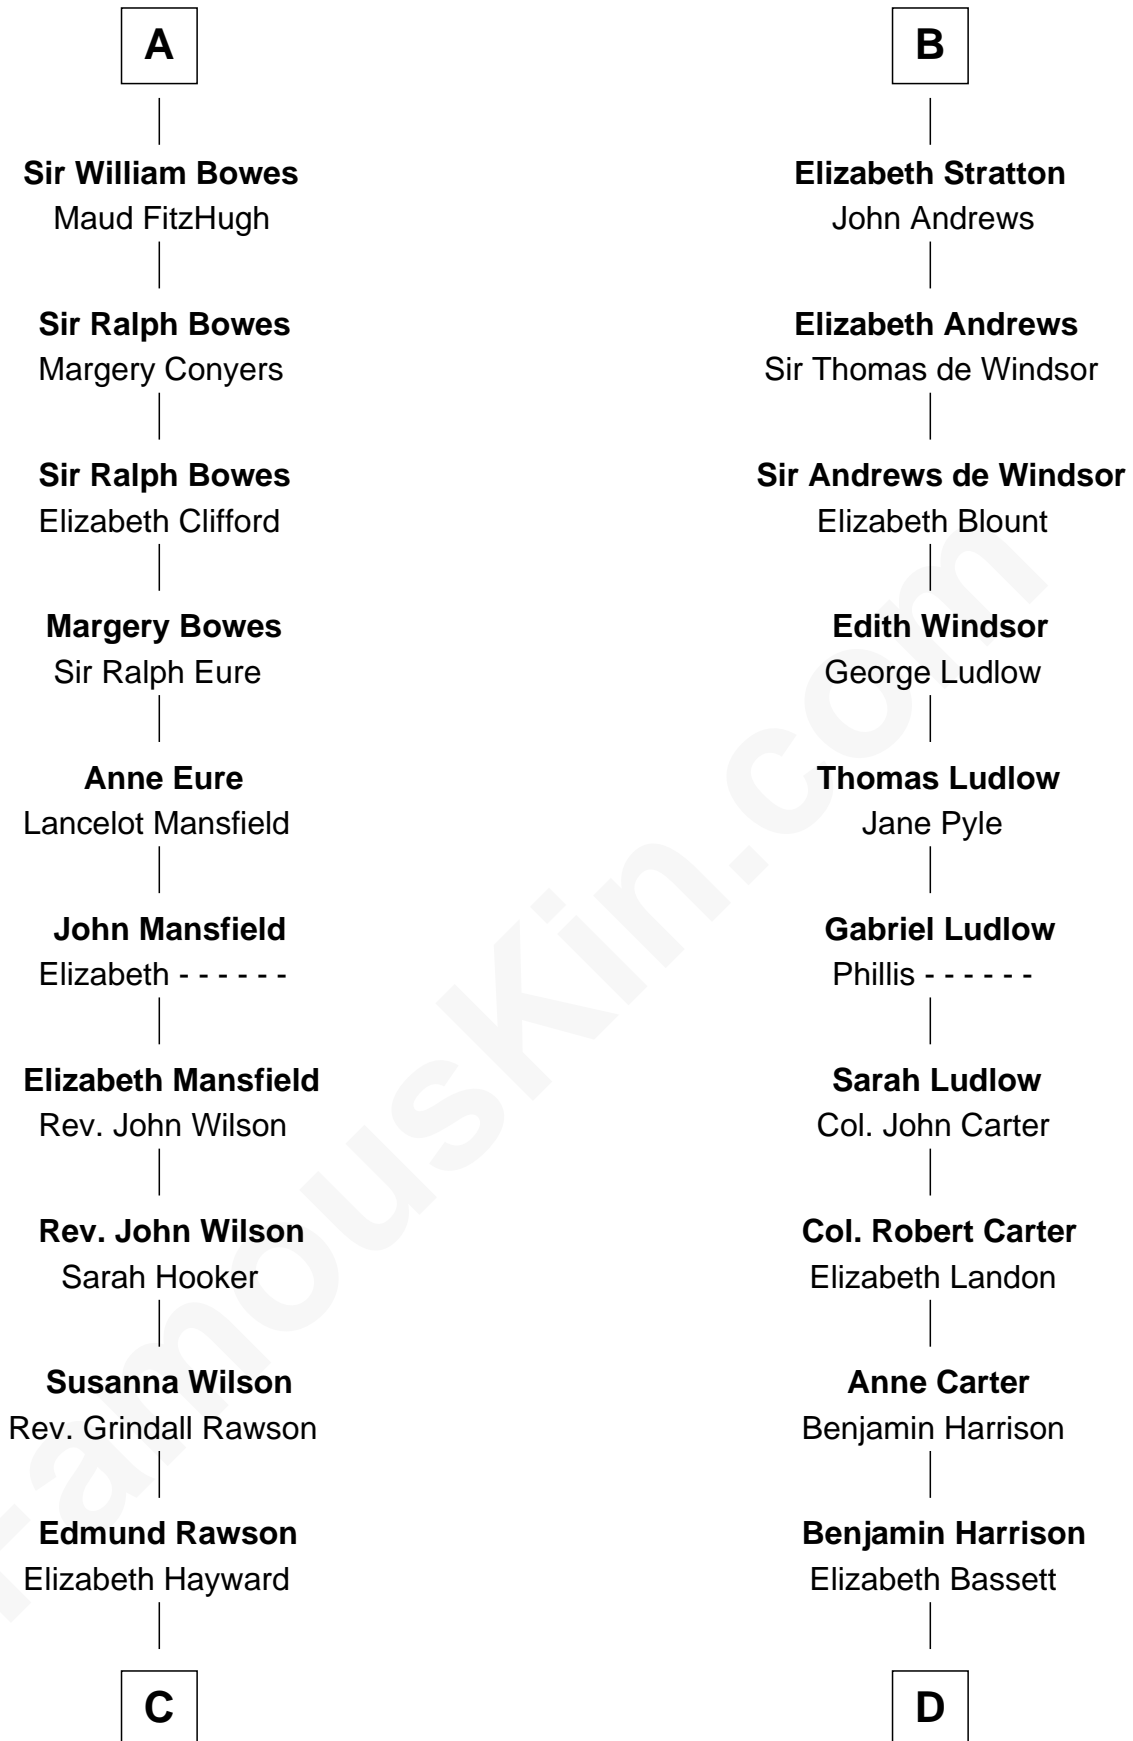 A
Sir William Bowes
Maud FitzHugh
Sir Ralph Bowes
Margery Conyers
Sir Ralph Bowes
Elizabeth Clifford
Margery Bowes
Sir Ralph Eure
Anne Eure
Lancelot Mansfield
John Mansfield
Elizabeth - - - - - -
Elizabeth Mansfield
Rev. John Wilson
Rev. John Wilson
Sarah Hooker
Susanna Wilson
Rev. Grindall Rawson
Edmund Rawson
Elizabeth Hayward
C
B
Elizabeth Stratton
John Andrews
Elizabeth Andrews
Sir Thomas de Windsor
Sir Andrews de Windsor
Elizabeth Blount
Edith Windsor
George Ludlow
Thomas Ludlow
Jane Pyle
Gabriel Ludlow
Phillis - - - - - -
Sarah Ludlow
Col. John Carter
Col. Robert Carter
Elizabeth Landon
Anne Carter
Benjamin Harrison
Benjamin Harrison
Elizabeth Bassett
D
FamousKin.com